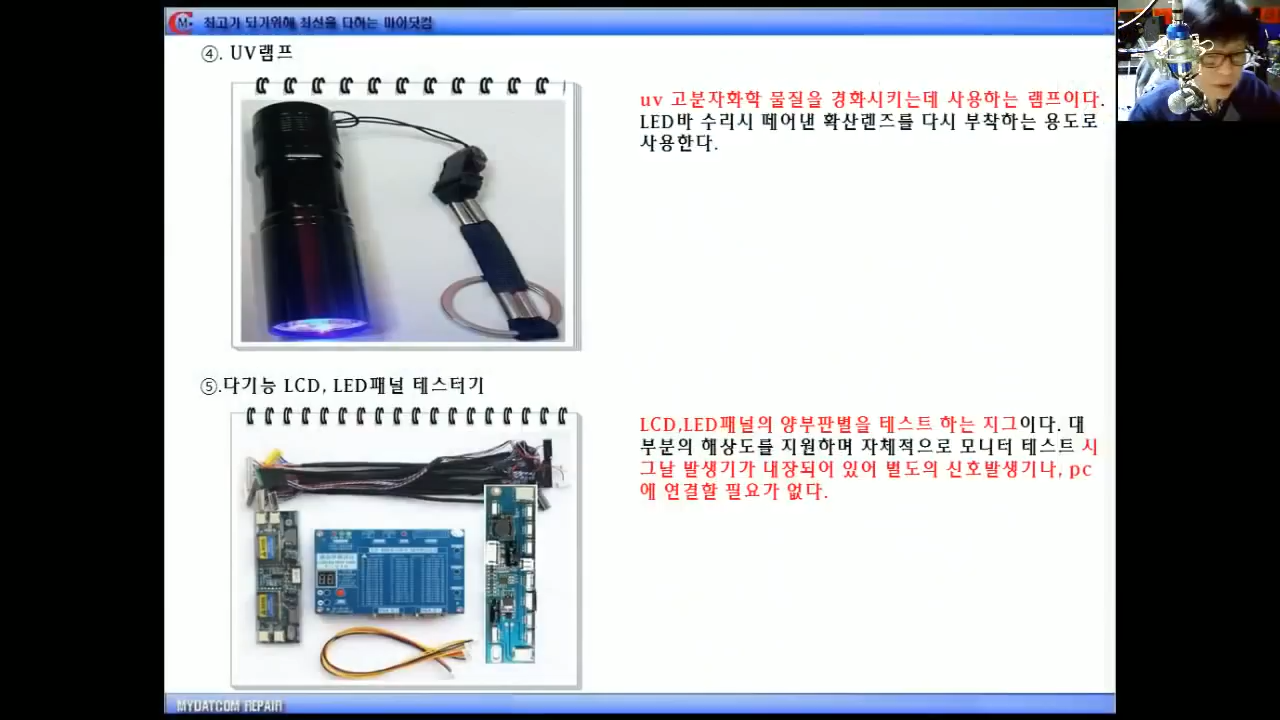 최고가 되기위해 최선을 다하는 마이닷컴
④. UV램프
uv 고분자화학 물질을 경화시키는데 사용하는 램프이다.
LED바 수리시 떼어낸 확산렌즈를 다시 부착하는 용도로
사용한다.
⑤.다기능 LCD, LED패널 테스터기
LCD,LED패널의 양부판별을 테스트 하는 지그이다. 대
부분의 해상도를 지원하며 자체적으로 모니터 테스트 시
그날 발생기가 내장되어 있어 별도의 신호발생기나, pc
에 연결할 필요가 없다.
MYDATCOM REPAIR